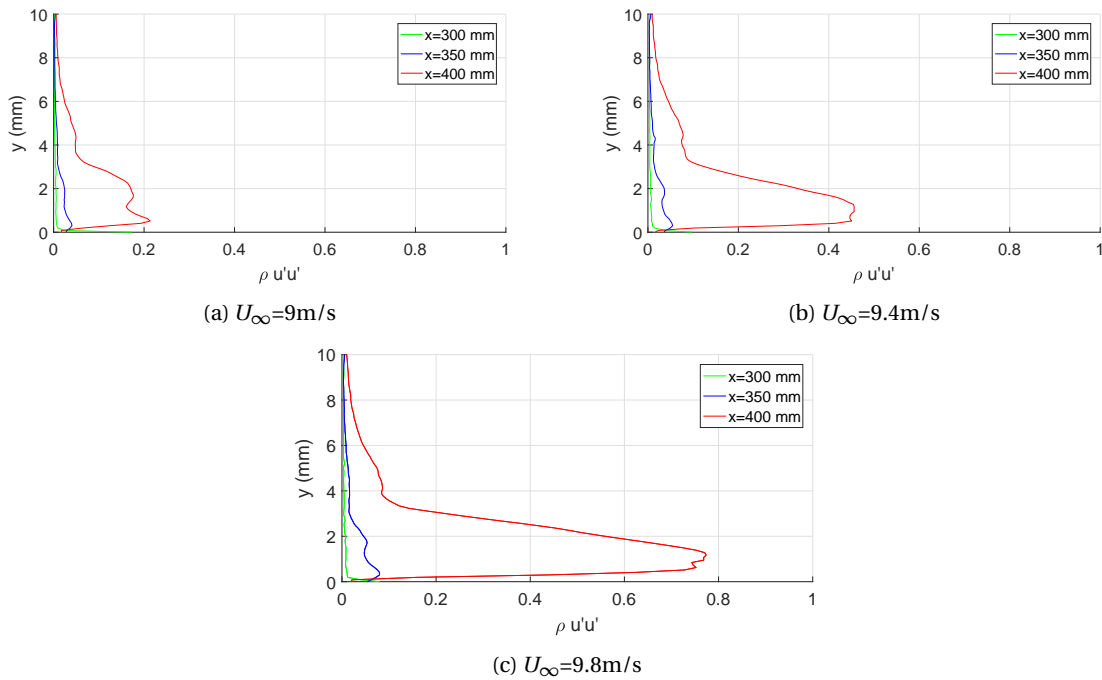 10
8
6
4
2
0
y (mm)
0
0.2
0.4
0.6
0.8
1
ρ u'u'
x=300 mm
x=350 mm
x=400 mm
(a) U∞=9m/s
10
8
6
4
2
0
y (mm)
0
0.2
0.4
0.6
0.8
1
ρ u'u'
x=300 mm
x=350 mm
x=400 mm
(b) U∞=9.4m/s
10
8
6
4
2
0
y (mm)
0
0.2
0.4
0.6
0.8
1
ρ u'u'
x=300 mm
x=350 mm
x=400 mm
(c) U∞=9.8m/s